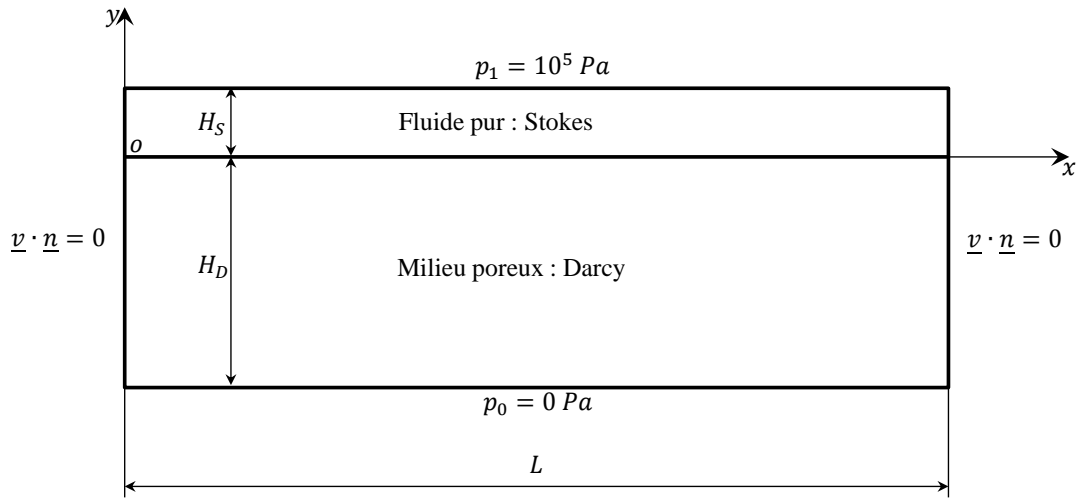 y
p₁ = 10⁵ Pa
H_S
Fluide pur : Stokes
o
x
v · n = 0
v · n = 0
H_D
Milieu poreux : Darcy
p₀ = 0 Pa
L